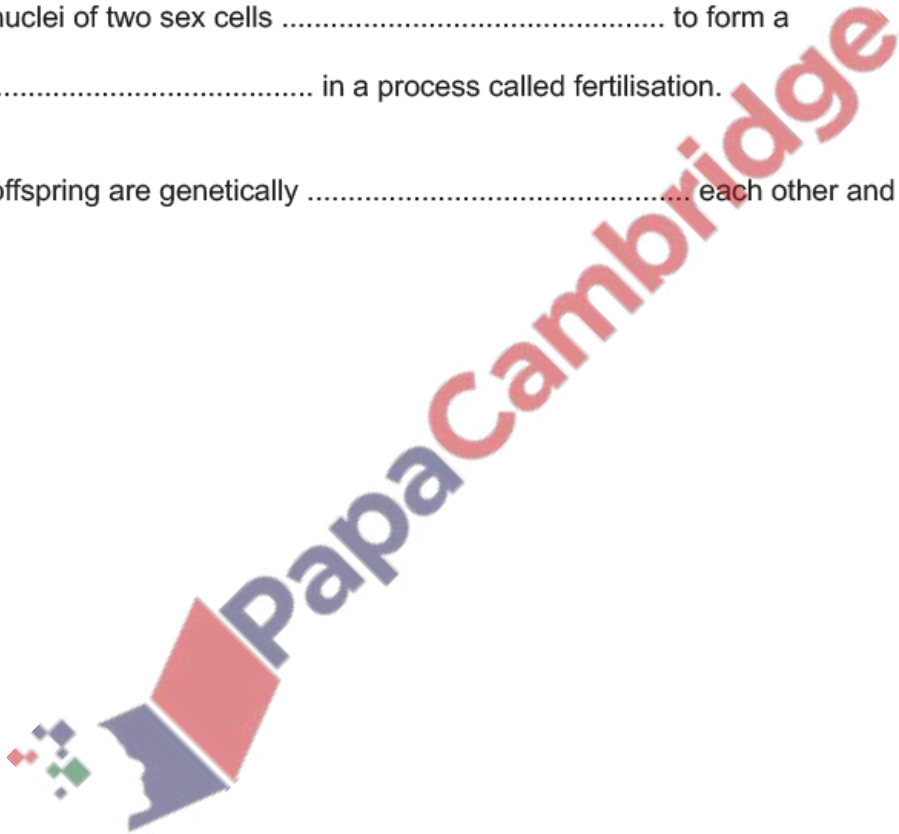 nuclei of two sex cells ............................................... to form a
....................................... in a process called fertilisation.
offspring are genetically ............................................... each other and
PapaCambridge